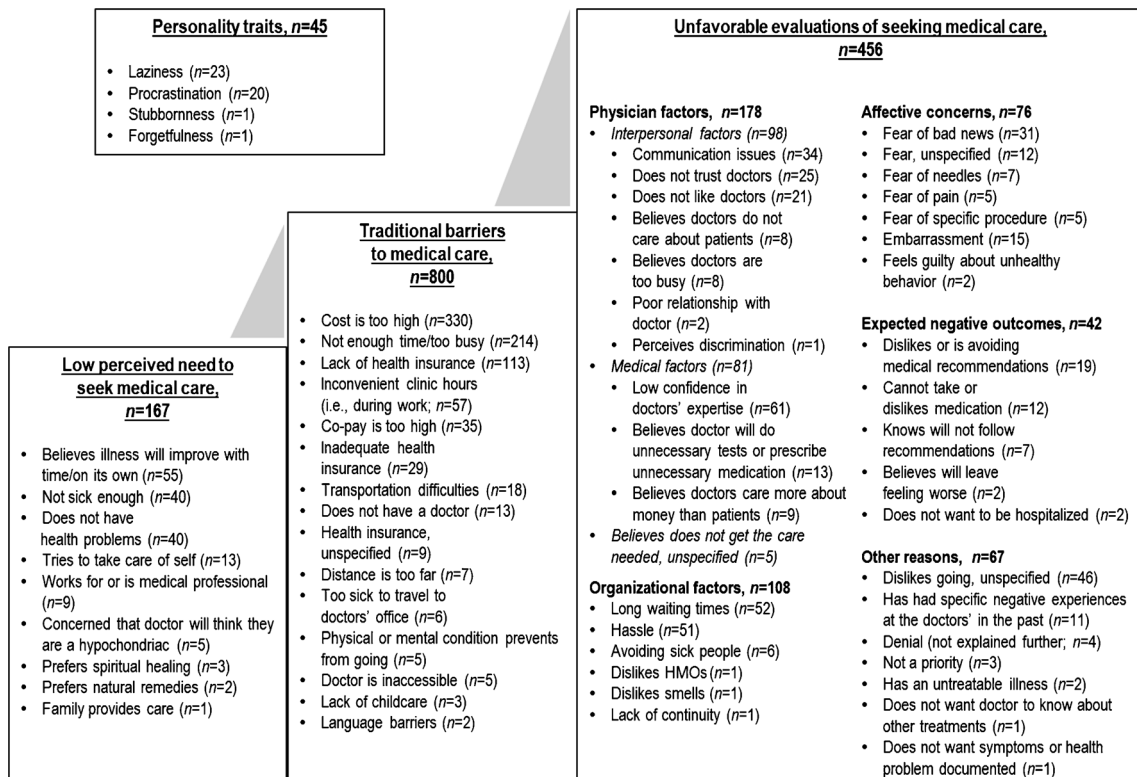 Personality traits, n=45
• Laziness (n=23)
• Procrastination (n=20)
• Stubbornness (n=1)
• Forgetfulness (n=1)
Low perceived need to
seek medical care,
n=167
• Believes illness will improve with
time/on its own (n=55)
• Not sick enough (n=40)
• Does not have
health problems (n=40)
• Tries to take care of self (n=13)
• Works for or is medical professional
(n=9)
• Concerned that doctor will think they
are a hypochondriac (n=5)
• Prefers spiritual healing (n=3)
• Prefers natural remedies (n=2)
• Family provides care (n=1)
Traditional barriers
to medical care,
n=800
• Cost is too high (n=330)
• Not enough time/too busy (n=214)
• Lack of health insurance (n=113)
• Inconvenient clinic hours
(i.e., during work; n=57)
• Co-pay is too high (n=35)
• Inadequate health
insurance (n=29)
• Transportation difficulties (n=18)
• Does not have a doctor (n=13)
• Health insurance,
unspecified (n=9)
• Distance is too far (n=7)
• Too sick to travel to
doctors' office (n=6)
• Physical or mental condition prevents
from going (n=5)
• Doctor is inaccessible (n=5)
• Lack of childcare (n=3)
• Language barriers (n=2)
Unfavorable evaluations of seeking medical care,
n=456
Physician factors, n=178
• Interpersonal factors (n=98)
• Communication issues (n=34)
• Does not trust doctors (n=25)
• Does not like doctors (n=21)
• Believes doctors do not
care about patients (n=8)
• Believes doctors are
too busy (n=8)
• Poor relationship with
doctor (n=2)
• Perceives discrimination (n=1)
• Medical factors (n=81)
• Low confidence in
doctors' expertise (n=61)
• Believes doctor will do
unnecessary tests or prescribe
unnecessary medication (n=13)
• Believes doctors care more about
money than patients (n=9)
• Believes does not get the care
needed, unspecified (n=5)
Organizational factors, n=108
• Long waiting times (n=52)
• Hassle (n=51)
• Avoiding sick people (n=6)
• Dislikes HMOs (n=1)
• Dislikes smells (n=1)
• Lack of continuity (n=1)
Affective concerns, n=76
• Fear of bad news (n=31)
• Fear, unspecified (n=12)
• Fear of needles (n=7)
• Fear of pain (n=5)
• Fear of specific procedure (n=5)
• Embarrassment (n=15)
• Feels guilty about unhealthy
behavior (n=2)
Expected negative outcomes, n=42
• Dislikes or is avoiding
medical recommendations (n=19)
• Cannot take or
dislikes medication (n=12)
• Knows will not follow
recommendations (n=7)
• Believes will leave
feeling worse (n=2)
• Does not want to be hospitalized (n=2)
Other reasons, n=67
• Dislikes going, unspecified (n=46)
• Has had specific negative experiences
at the doctors' in the past (n=11)
• Denial (not explained further; n=4)
• Not a priority (n=3)
• Has an untreatable illness (n=2)
• Does not want doctor to know about
other treatments (n=1)
• Does not want symptoms or health
problem documented (n=1)